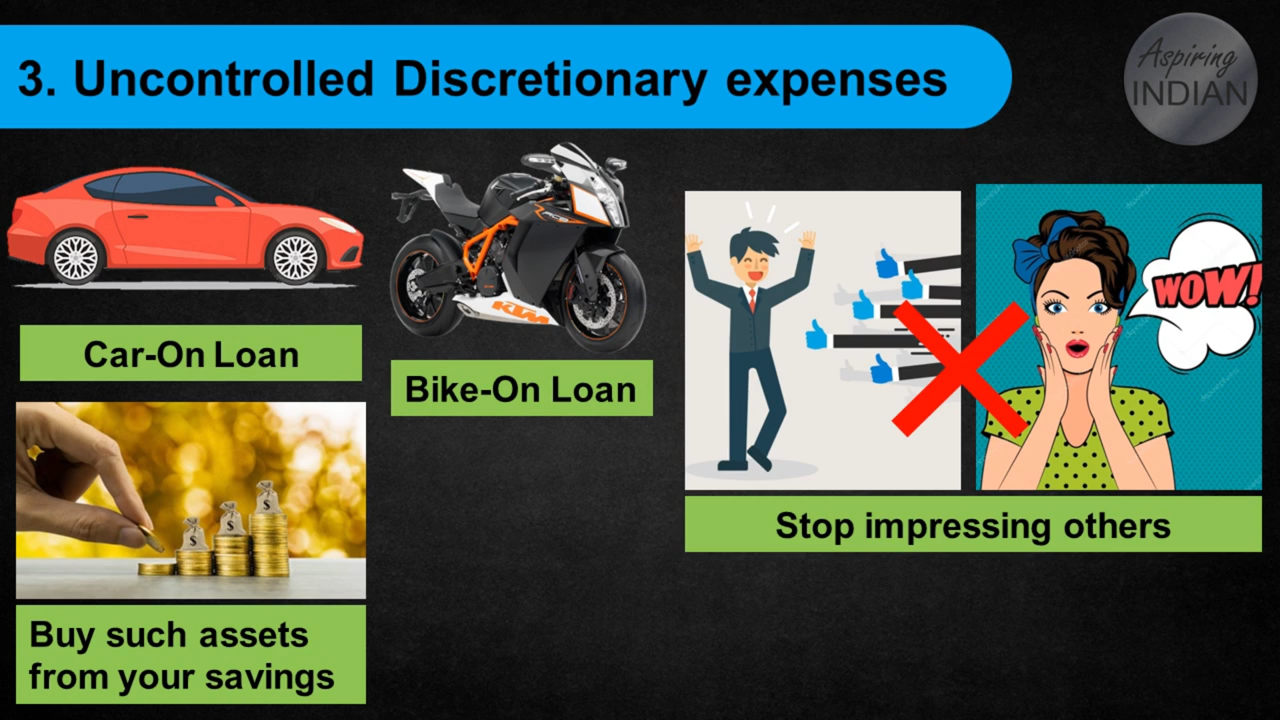 3. Uncontrolled Discretionary expenses
Aspiring
INDIAN
Car-On Loan
KTM
Bike-On Loan
WOW!
$
$
$
Stop impressing others
Buy such assets
from your savings